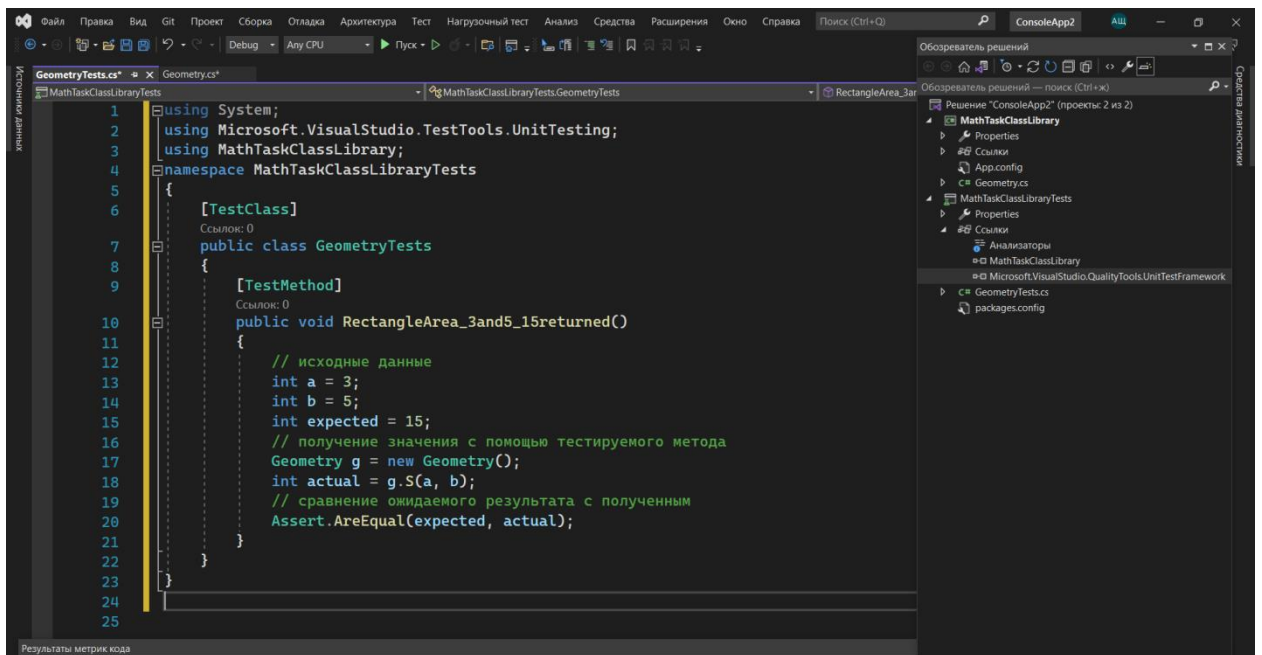 Файл Правка Вид Git Проект Сборка Отладка Архитектура Тест Нагрузочный тест Анализ Средства Расширения Окно Справка Поиск (Ctrl+Q) ConsoleApp2 АЩ
Debug Any CPU Пуск
Источники данных
GeometryTests.cs* Geometry.cs*
MathTaskClassLibraryTests MathTaskClassLibraryTests.GeometryTests RectangleArea_3an
1 using System;
2 using Microsoft.VisualStudio.TestTools.UnitTesting;
3 using MathTaskClassLibrary;
4 namespace MathTaskClassLibraryTests
5 {
6 [TestClass]
Ссылок: 0
7 public class GeometryTests
8 {
9 [TestMethod]
Ссылок: 0
10 public void RectangleArea_3and5_15returned()
11 {
12 // исходные данные
13 int a = 3;
14 int b = 5;
15 int expected = 15;
16 // получение значения с помощью тестируемого метода
17 Geometry g = new Geometry();
18 int actual = g.S(a, b);
19 // сравнение ожидаемого результата с полученным
20 Assert.AreEqual(expected, actual);
21 }
22 }
23 }
24
25
Результаты метрик кода
Обозреватель решений
Обозреватель решений — поиск (Ctrl+ж)
Решение "ConsoleApp2" (проекты: 2 из 2)
MathTaskClassLibrary
Properties
Ссылки
App.config
C# Geometry.cs
MathTaskClassLibraryTests
Properties
Ссылки
Анализаторы
MathTaskClassLibrary
Microsoft.VisualStudio.QualityTools.UnitTestFramework
C# GeometryTests.cs
packages.config
Средства диагностики